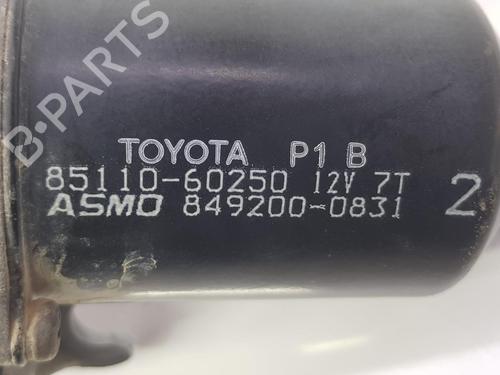 B-PARTS
TOYOTA P1 B
85110-60250 12V 7T
ASMO 849200-0831 2